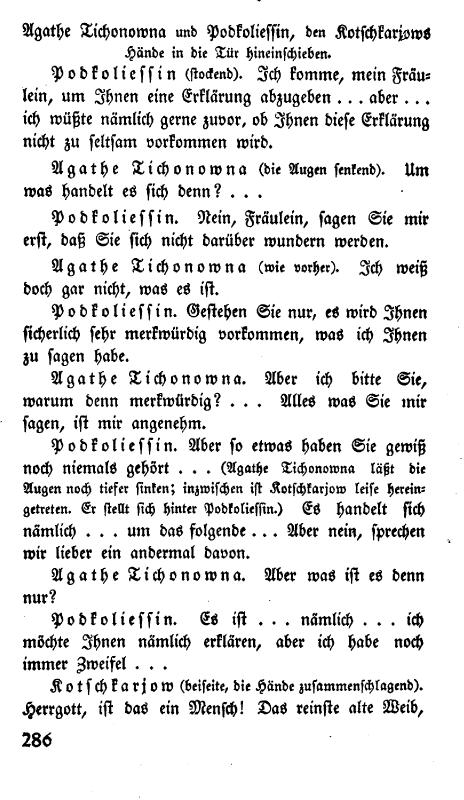 Agathe Tichonowna und Podkoliessin, den Kotschkarjows
Hände in die Tür hineinschieben.
Podkoliessin (stockend). Ich komme, mein Fräu-
lein, um Ihnen eine Erklärung abzugeben . . . aber . . .
ich wüßte nämlich gerne zuvor, ob Ihnen diese Erklärung
nicht zu seltsam vorkommen wird.
Agathe Tichonowna (die Augen senkend). Um
was handelt es sich denn? . . .
Podkoliessin. Nein, Fräulein, sagen Sie mir
erst, daß Sie sich nicht darüber wundern werden.
Agathe Tichonowna (wie vorher). Ich weiß
doch gar nicht, was es ist.
Podkoliessin. Gestehen Sie nur, es wird Ihnen
sicherlich sehr merkwürdig vorkommen, was ich Ihnen
zu sagen habe.
Agathe Tichonowna. Aber ich bitte Sie,
warum denn merkwürdig? . . . Alles was Sie mir
sagen, ist mir angenehm.
Podkoliessin. Aber so etwas haben Sie gewiß
noch niemals gehört . . . (Agathe Tichonowna läßt die
Augen noch tiefer sinken; inzwischen ist Kotschkarjow leise herein-
getreten. Er stellt sich hinter Podkoliessin.) Es handelt sich
nämlich . . . um das folgende . . . Aber nein, sprechen
wir lieber ein andermal davon.
Agathe Tichonowna. Aber was ist es denn
nur?
Podkoliessin. Es ist . . . nämlich . . . ich
möchte Ihnen nämlich erklären, aber ich habe noch
immer Zweifel . . .
Kotschkarjow (beiseite, die Hände zusammenschlagend).
Herrgott, ist das ein Mensch! Das reinste alte Weib,
286